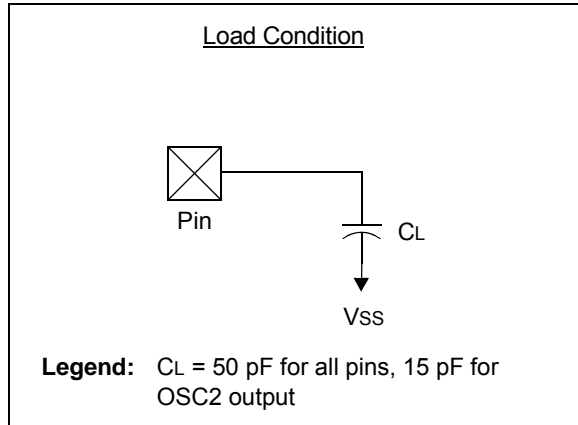 Load Condition
Pin
CL
VSS
Legend: CL = 50 pF for all pins, 15 pF for
OSC2 output